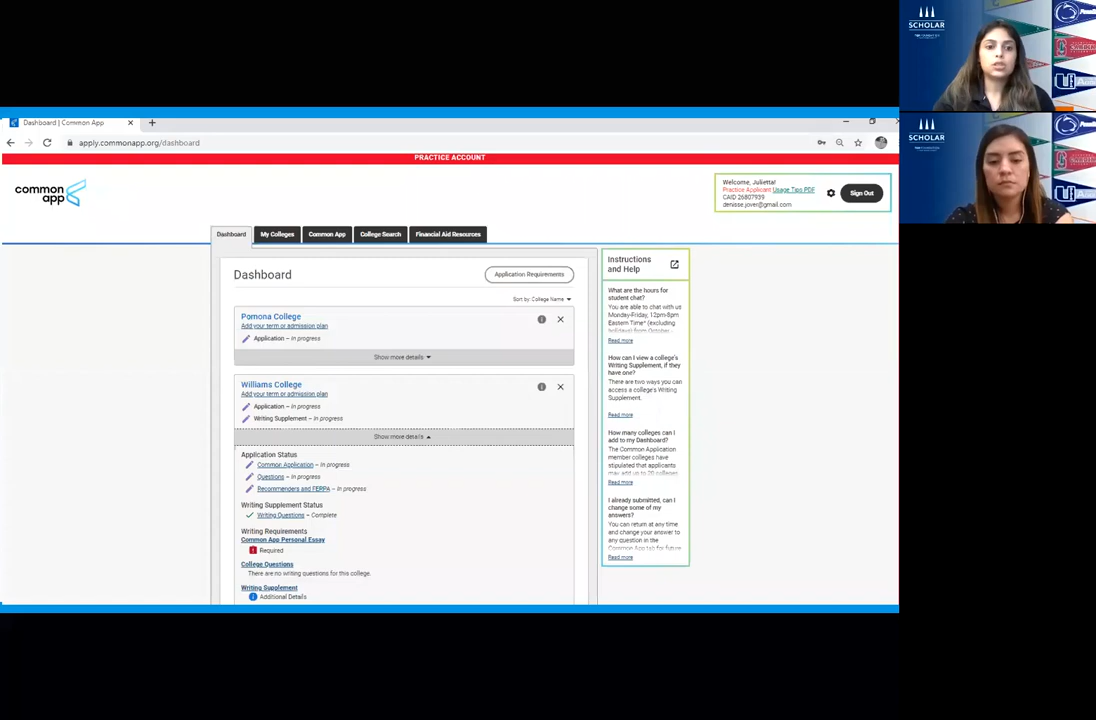 Dashboard | Common App
apply.commonapp.org/dashboard
PRACTICE ACCOUNT
common
app
Welcome, Julietta!
Practice Applicant Usage Tips PDF
CAID 26807939
denisse.jover@gmail.com
Sign Out
Dashboard
My Colleges
Common App
College Search
Financial Aid Resources
Dashboard
Application Requirements
Sort by: College Name
Pomona College
Add your term or admission plan
Application – In progress
Show more details
Williams College
Add your term or admission plan
Application – In progress
Writing Supplement – In progress
Show more details
Application Status
Common Application – In progress
Questions – In progress
Recommenders and FERPA – In progress
Writing Supplement Status
Writing Questions – Complete
Writing Requirements
Common App Personal Essay
Required
College Questions
There are no writing questions for this college.
Writing Supplement
Additional Details
Instructions
and Help
What are the hours for
student chat?
You are able to chat with us
Monday-Friday, 12pm-8pm
Eastern Time* (excluding
holidays) from October
Read more
How can I view a college's
Writing Supplement, if they
have one?
There are two ways you can
access a college's Writing
Supplement.
Read more
How many colleges can I
add to my Dashboard?
The Common Application
member colleges have
stipulated that applicants
may add up to 20 colleges
Read more
I already submitted, can I
change some of my
answers?
You can return at any time
and change your answer to
any question in the
Common App tab for future
Read more
SCHOLAR
SCHOLAR